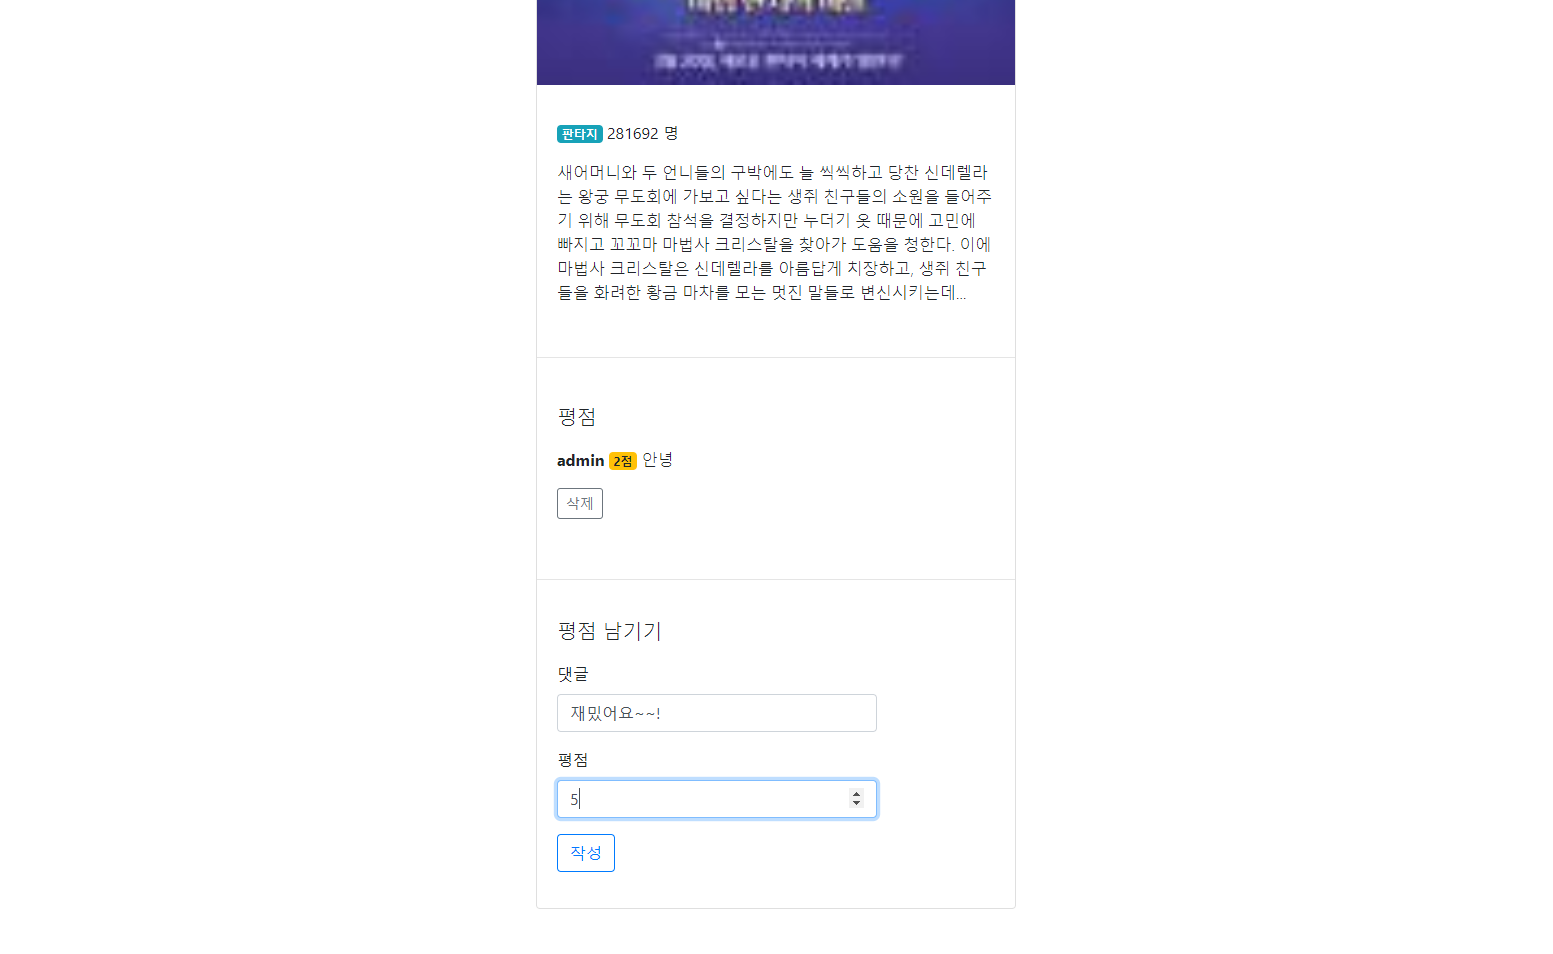 판타지 281692 명
새어머니와 두 언니들의 구박에도 늘 씩씩하고 당찬 신데렐라
는 왕궁 무도회에 가보고 싶다는 생쥐 친구들의 소원을 들어주
기 위해 무도회 참석을 결정하지만 누더기 옷 때문에 고민에
빠지고 꼬꼬마 마법사 크리스탈을 찾아가 도움을 청한다. 이에
마법사 크리스탈은 신데렐라를 아름답게 치장하고, 생쥐 친구
들을 화려한 황금 마차를 모는 멋진 말들로 변신시키는데...
평점
admin 2점 안녕
삭제
평점 남기기
댓글
재밌어요~~!
평점
5
작성